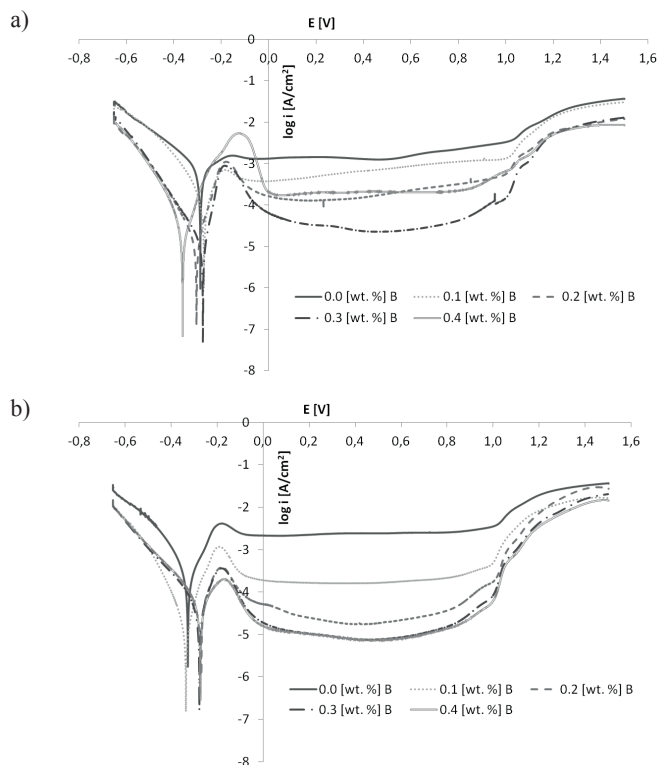 a)
E [V]
-0,8 -0,6 -0,4 -0,2 0,0 0,2 0,4 0,6 0,8 1,0 1,2 1,4 1,6
-1
log i [A/cm²]
-2
-3
-4
-5
0.0 [wt. %] B 0.1 [wt. %] B 0.2 [wt. %] B
-6
0.3 [wt. %] B 0.4 [wt. %] B
-7
-8
b)
E [V]
-0,8 -0,6 -0,4 -0,2 0,0 0,2 0,4 0,6 0,8 1,0 1,2 1,4 1,6
0
-1
log i [A/cm²]
-2
-3
-4
-5
-6
0.0 [wt. %] B 0.1 [wt. %] B 0.2 [wt. %] B
0.3 [wt. %] B 0.4 [wt. %] B
-7
-8